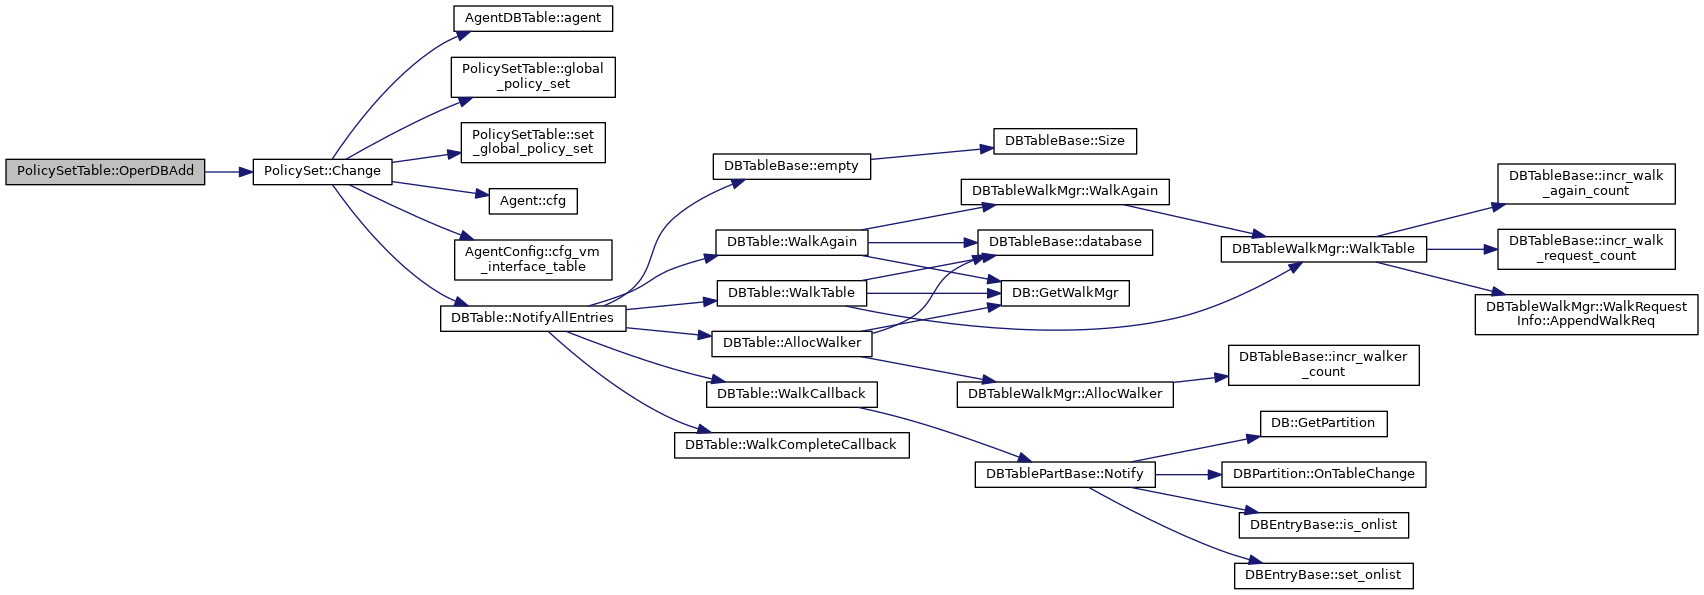 PolicySetTable::OperDBAdd
PolicySet::Change
AgentDBTable::agent
PolicySetTable::global
_policy_set
PolicySetTable::set
_global_policy_set
Agent::cfg
AgentConfig::cfg_vm
_interface_table
DBTable::NotifyAllEntries
DBTableBase::empty
DBTable::WalkAgain
DBTable::WalkTable
DBTable::AllocWalker
DBTable::WalkCallback
DBTable::WalkCompleteCallback
DBTableBase::Size
DBTableWalkMgr::WalkAgain
DBTableBase::database
DB::GetWalkMgr
DBTableWalkMgr::AllocWalker
DBTablePartBase::Notify
DBTableWalkMgr::WalkTable
DBTableBase::incr_walker
_count
DB::GetPartition
DBPartition::OnTableChange
DBEntryBase::is_onlist
DBEntryBase::set_onlist
DBTableBase::incr_walk
_again_count
DBTableBase::incr_walk
_request_count
DBTableWalkMgr::WalkRequest
Info::AppendWalkReq